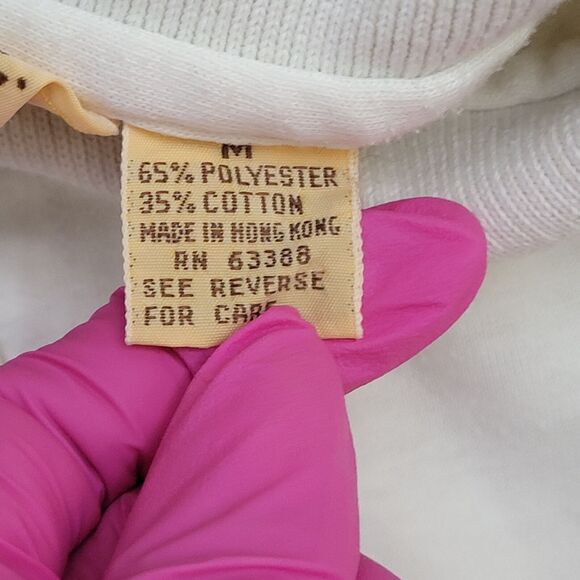 M
65% POLYESTER
35% COTTON
MADE IN HONG KONG
RN 63388
SEE REVERSE
FOR CARE